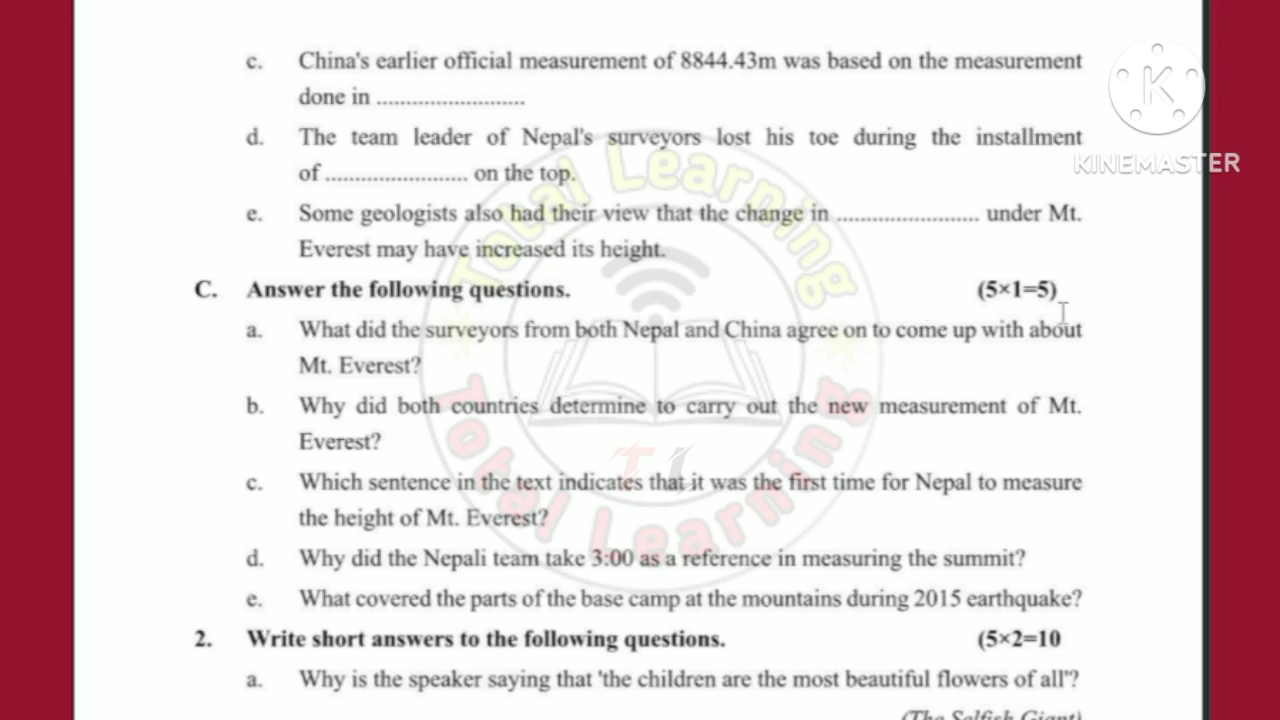 c. China's earlier official measurement of 8844.43m was based on the measurement
done in .........................
d. The team leader of Nepal's surveyors lost his toe during the installment
of ........................ on the top.
e. Some geologists also had their view that the change in ........................ under Mt.
Everest may have increased its height.
C. Answer the following questions. (5×1=5)
a. What did the surveyors from both Nepal and China agree on to come up with about
Mt. Everest?
b. Why did both countries determine to carry out the new measurement of Mt.
Everest?
c. Which sentence in the text indicates that it was the first time for Nepal to measure
the height of Mt. Everest?
d. Why did the Nepali team take 3:00 as a reference in measuring the summit?
e. What covered the parts of the base camp at the mountains during 2015 earthquake?
2. Write short answers to the following questions. (5×2=10
a. Why is the speaker saying that 'the children are the most beautiful flowers of all'?
(The Selfish Giant)
K
KINEMASTER
Total Learning
Total Learning
TL